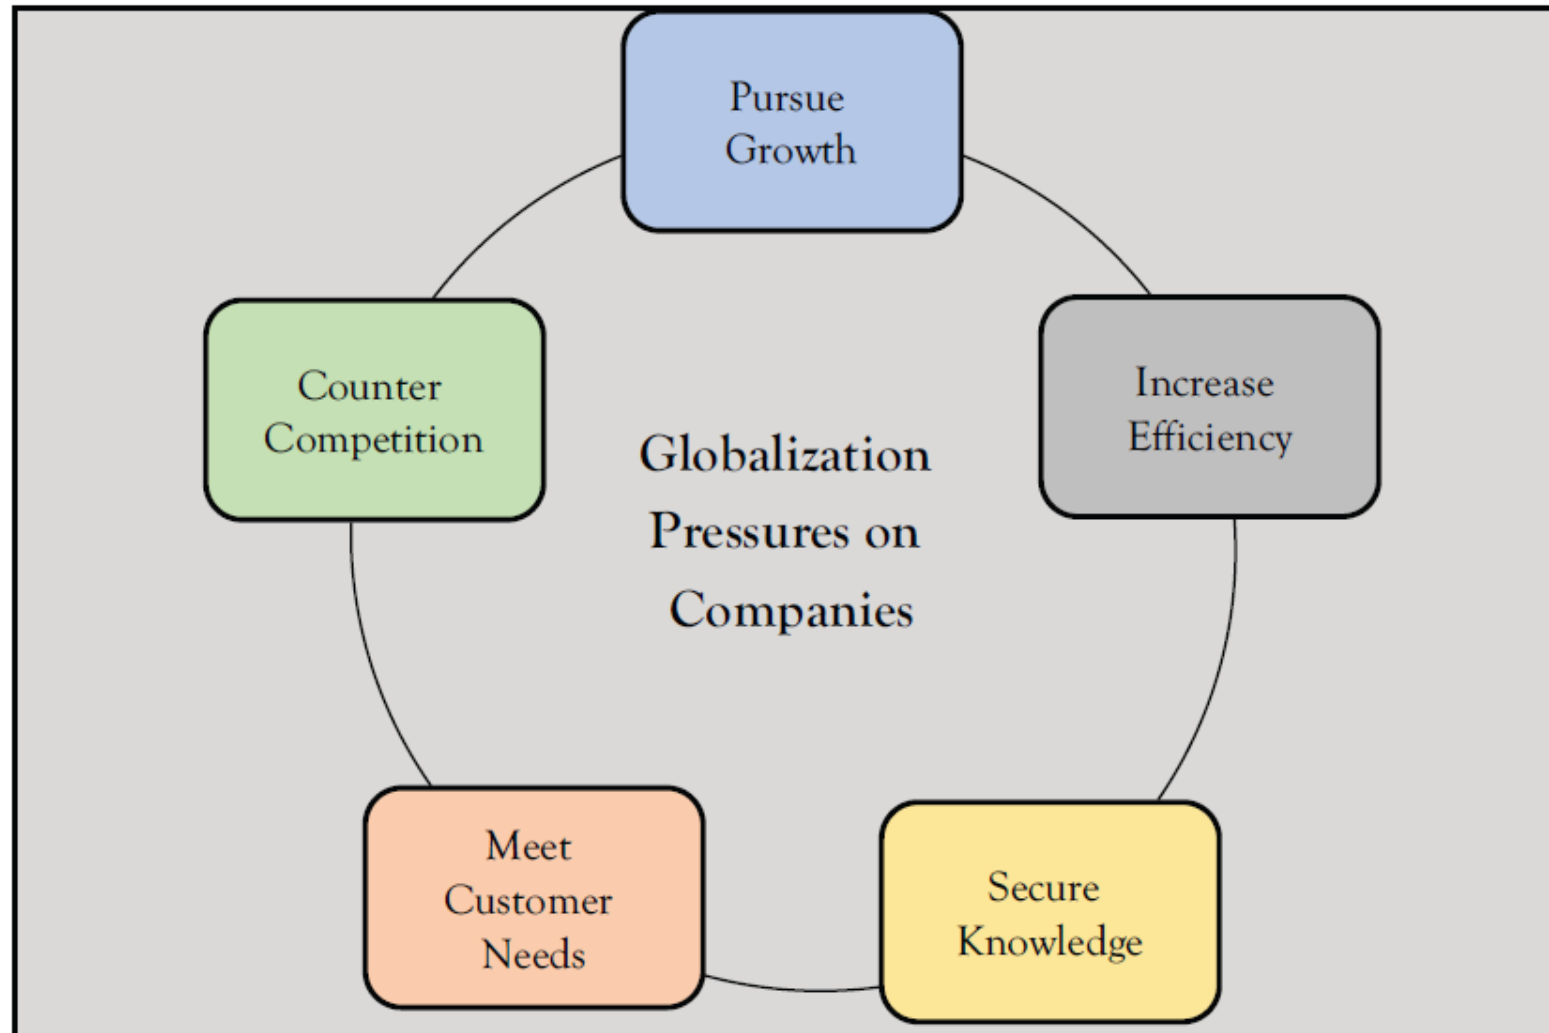 Pursue
Growth
Counter
Competition
Increase
Efficiency
Globalization
Pressures on
Companies
Meet
Customer
Needs
Secure
Knowledge